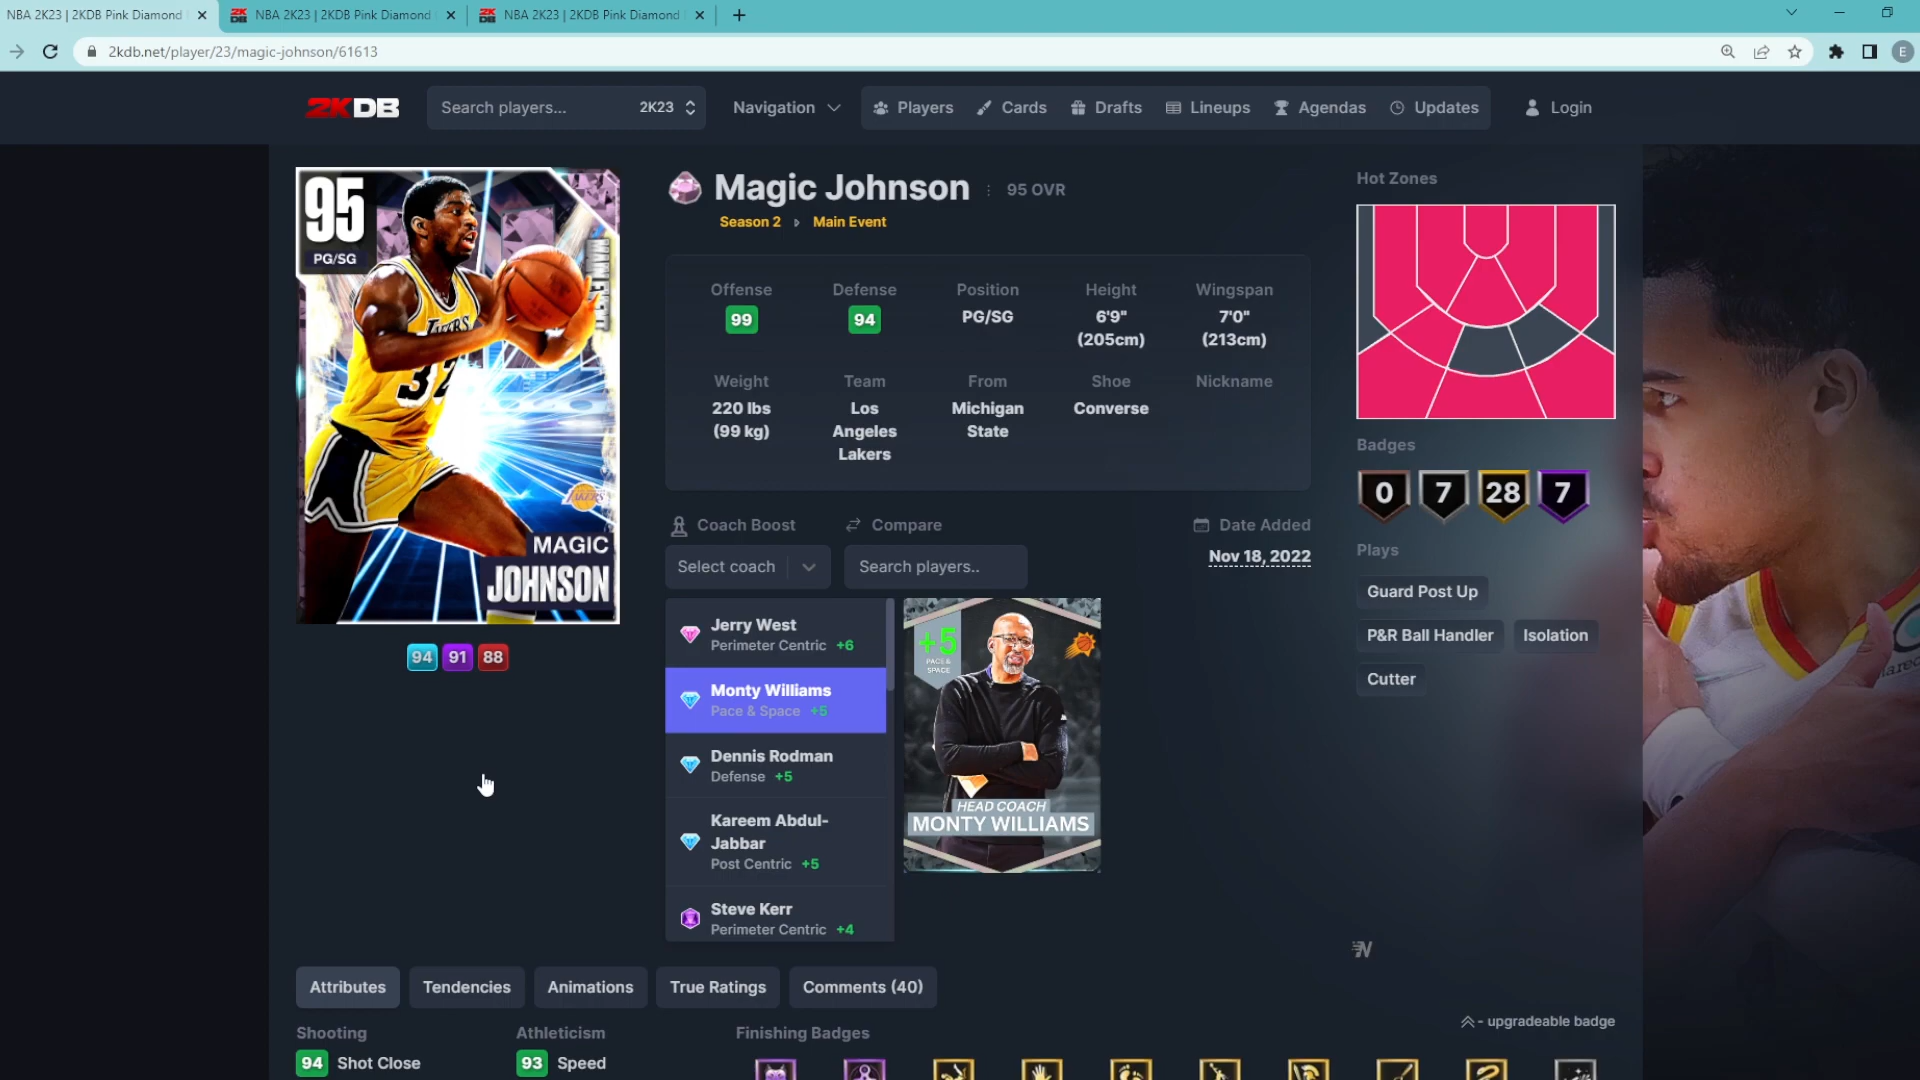 NBA 2K23 | 2KDB Pink Diamond
NBA 2K23 | 2KDB Pink Diamond
NBA 2K23 | 2KDB Pink Diamond
2kdb.net/player/23/magic-johnson/61613
E
2KDB
Search players...
2K23
Navigation
Players
Cards
Drafts
Lineups
Agendas
Updates
Login
95
PG/SG
MAIN EVENT
LAKERS
32
LAKERS
MAGIC
JOHNSON
94 91 88
Magic Johnson
95 OVR
Season 2
Main Event
Offense
99
Defense
94
Position
PG/SG
Height
6'9"
(205cm)
Wingspan
7'0"
(213cm)
Weight
220 lbs
(99 kg)
Team
Los
Angeles
Lakers
From
Michigan
State
Shoe
Converse
Nickname
Coach Boost
Select coach
Compare
Search players..
Date Added
Nov 18, 2022
Jerry West
Perimeter Centric +6
Monty Williams
Pace & Space +5
Dennis Rodman
Defense +5
Kareem Abdul-
Jabbar
Post Centric +5
Steve Kerr
Perimeter Centric +4
+5
PACE &
SPACE
HEAD COACH
MONTY WILLIAMS
Hot Zones
Badges
0 7 28 7
Plays
Guard Post Up
P&R Ball Handler
Isolation
Cutter
Attributes
Tendencies
Animations
True Ratings
Comments (40)
- upgradeable badge
Shooting
94 Shot Close
Athleticism
93 Speed
Finishing Badges